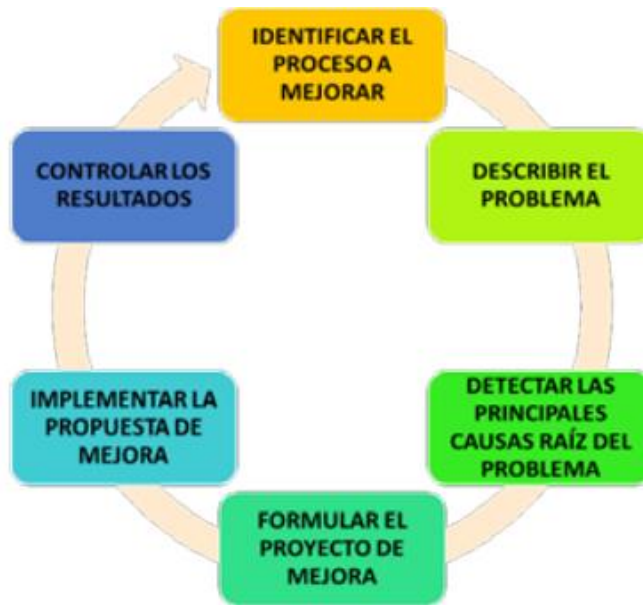 IDENTIFICAR EL
PROCESO A
MEJORAR
DESCRIBIR EL
PROBLEMA
DETECTAR LAS
PRINCIPALES
CAUSAS RAÍZ DEL
PROBLEMA
FORMULAR EL
PROYECTO DE
MEJORA
IMPLEMENTAR LA
PROPUESTA DE
MEJORA
CONTROLAR LOS
RESULTADOS